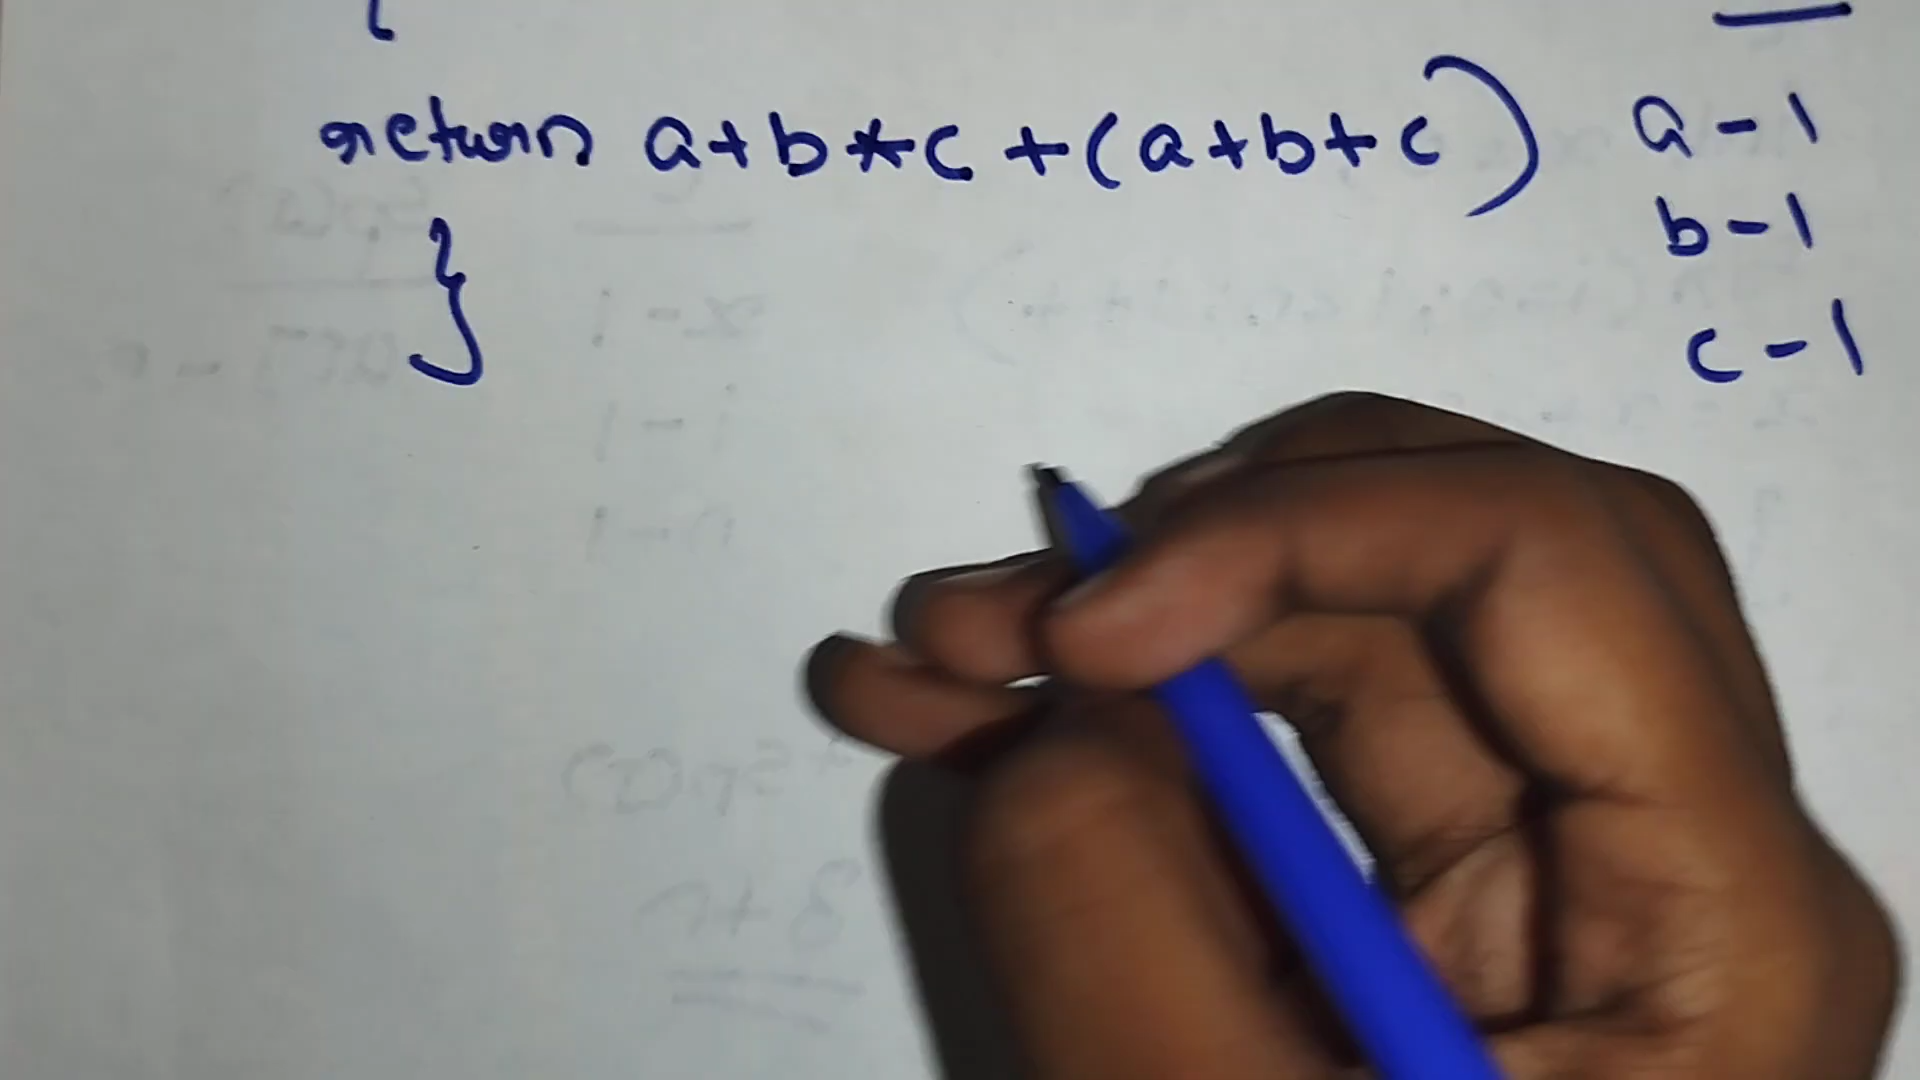 {
return a+b*c+(a+b+c)
}
a-1
b-1
c-1